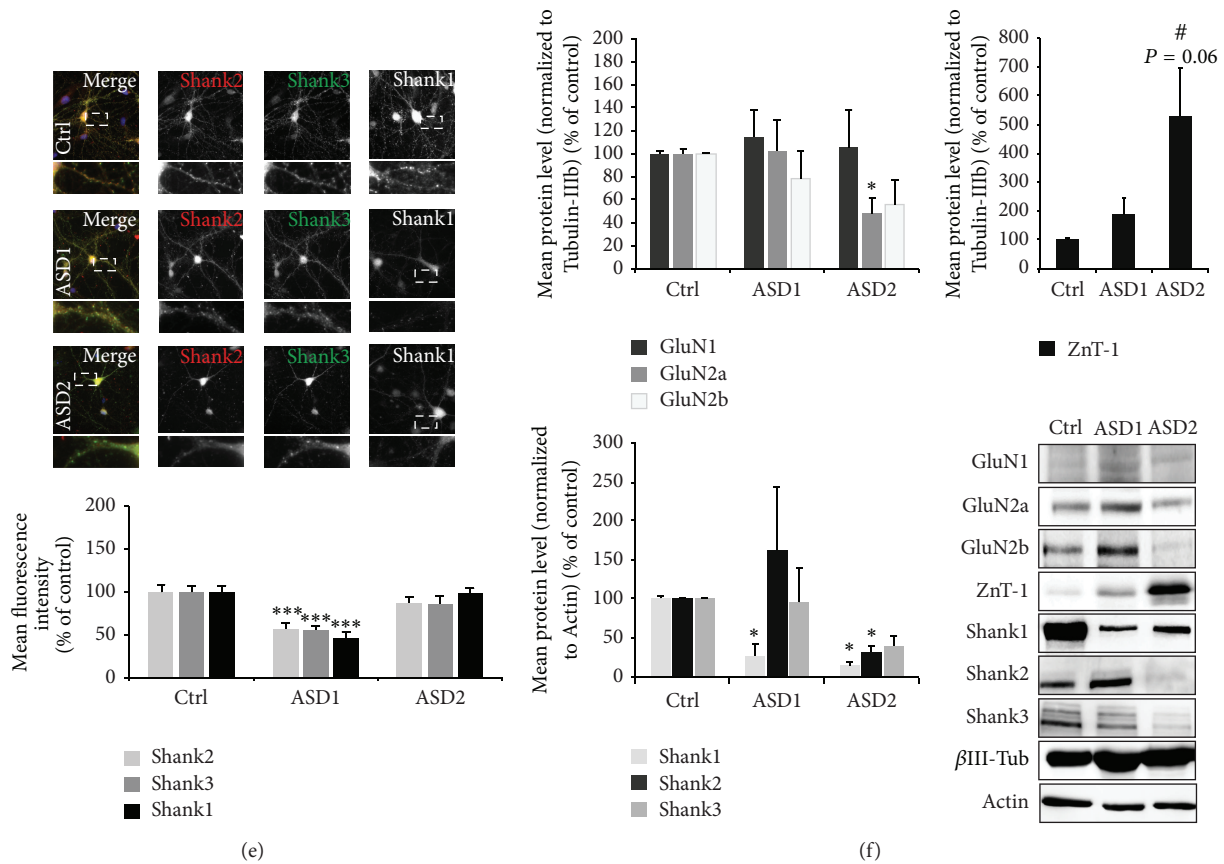 Merge
Shank2
Shank3
Shank1
Ctrl
Merge
Shank2
Shank3
Shank1
ASD1
Merge
Shank2
Shank3
Shank1
ASD2
Mean fluorescence
intensity
(% of control)
200
150
100
50
0
***
***
***
Ctrl
ASD1
ASD2
Shank2
Shank3
Shank1
(e)
Mean protein level (normalized to
Tubulin-IIIb) (% of control)
200
180
160
140
120
100
80
60
40
20
0
*
Ctrl
ASD1
ASD2
GluN1
GluN2a
GluN2b
Mean protein level (normalized to
Tubulin-IIIb) (% of control)
800
700
600
500
400
300
200
100
0
#
P = 0.06
Ctrl
ASD1
ASD2
ZnT-1
Mean protein level (normalized
to Actin) (% of control)
300
250
200
150
100
50
0
*
*
*
Ctrl
ASD1
ASD2
Shank1
Shank2
Shank3
Ctrl ASD1 ASD2
GluN1
GluN2a
GluN2b
ZnT-1
Shank1
Shank2
Shank3
βIII-Tub
Actin
(f)